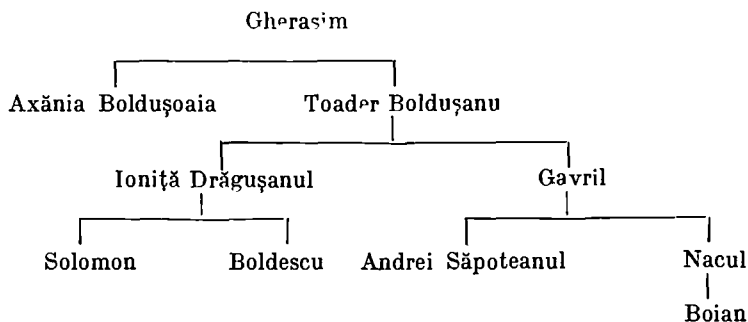 Gherasim
Axănia Boldușoaia Toader Boldușanu
Ioniță Drăgușanul Gavril
Solomon Boldescu Andrei Săpoteanul Nacul
Boian